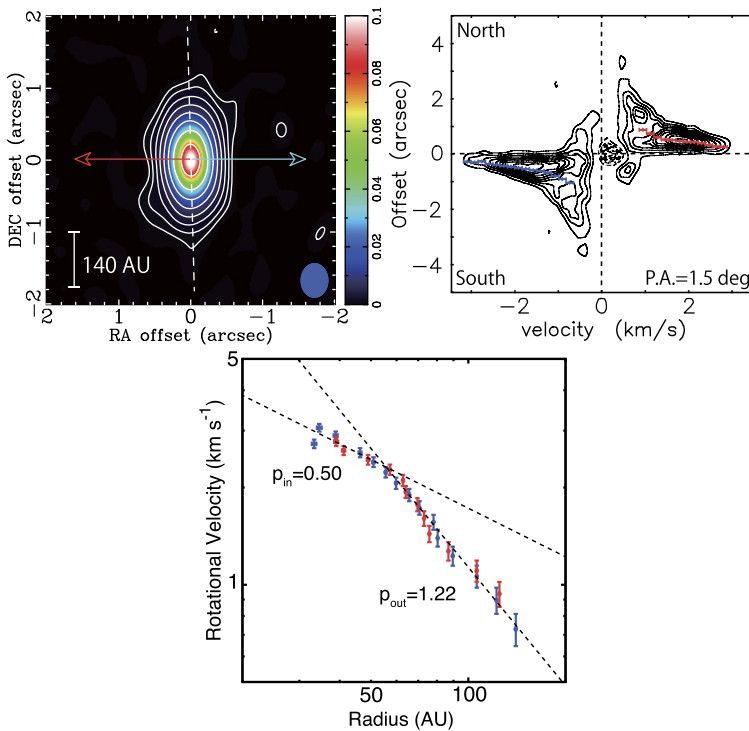 2
1
0
-1
-2
DEC offset (arcsec)
140 AU
2 1 0 -1 -2
RA offset (arcsec)
0.1
0.08
0.06
0.04
0.02
0
North
4
2
0
-2
-4
Offset (arcsec)
South
P.A.=1.5 deg
-2 0 2
velocity (km/s)
5
1
Rotational Velocity (km s-1)
pin=0.50
pout=1.22
50 100
Radius (AU)